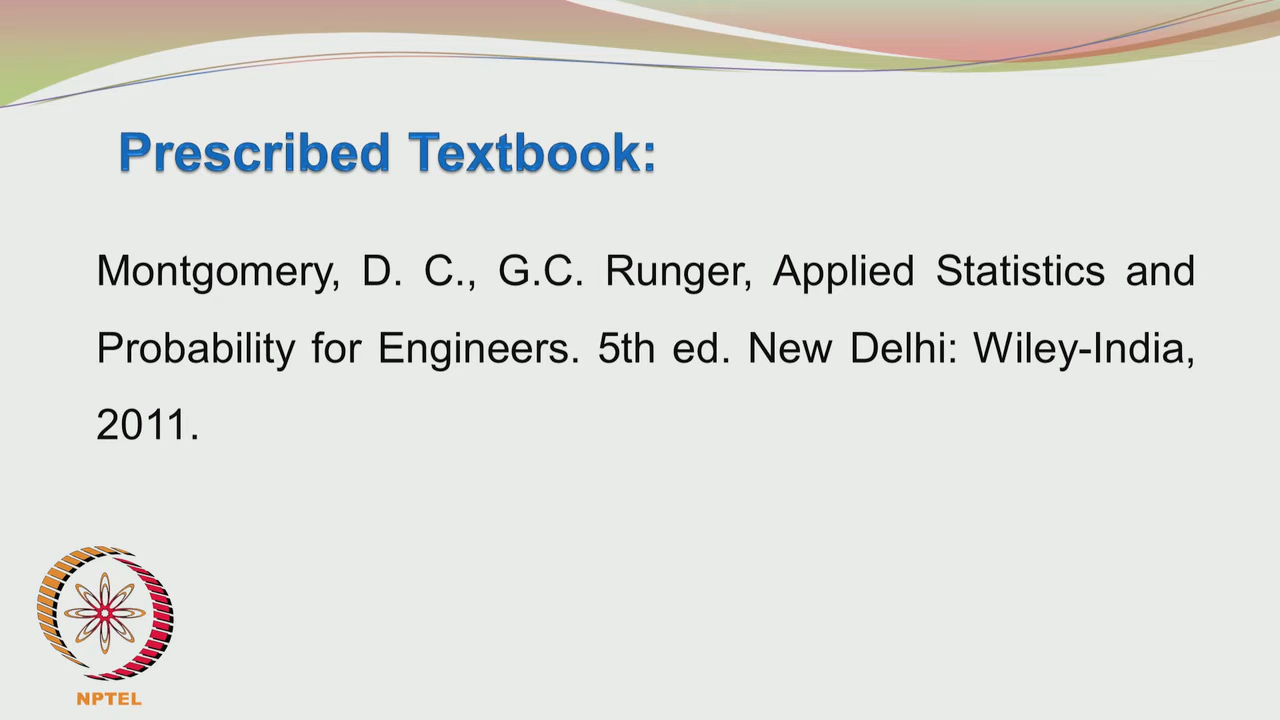 Prescribed Textbook:
Montgomery, D. C., G.C. Runger, Applied Statistics and
Probability for Engineers. 5th ed. New Delhi: Wiley-India,
2011.
NPTEL